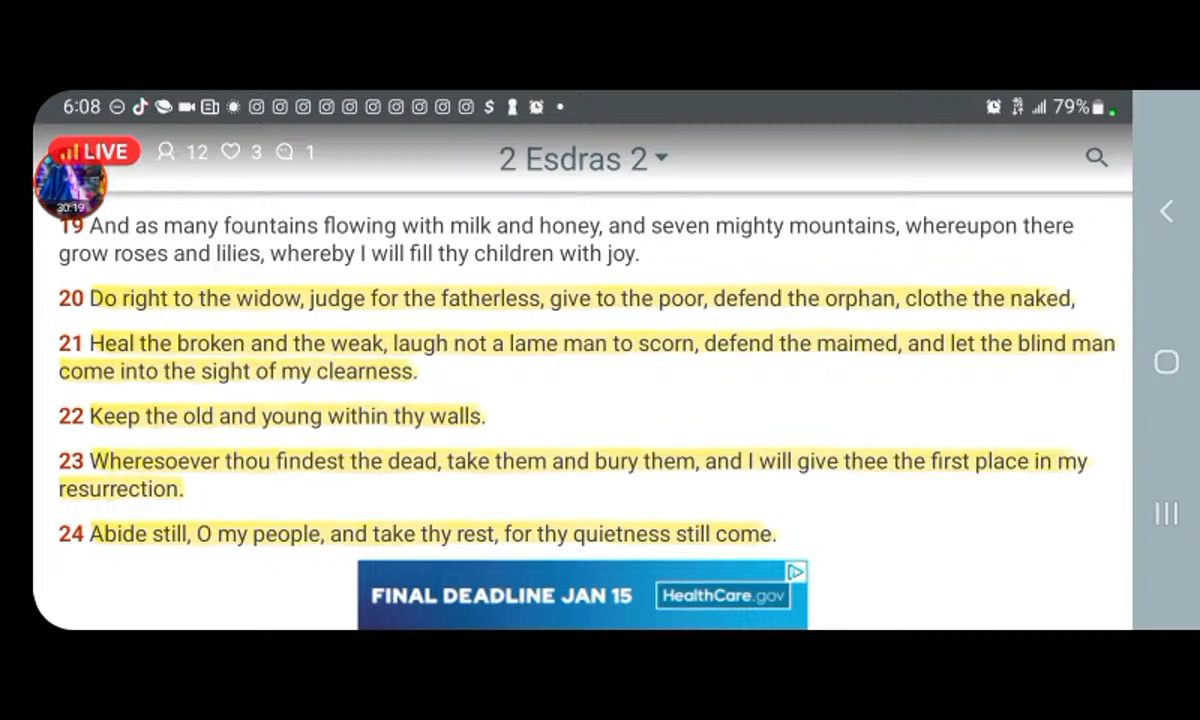 6:08
79%
LIVE 12 3 1
2 Esdras 2
30:19
19 And as many fountains flowing with milk and honey, and seven mighty mountains, whereupon there
grow roses and lilies, whereby I will fill thy children with joy.
20 Do right to the widow, judge for the fatherless, give to the poor, defend the orphan, clothe the naked,
21 Heal the broken and the weak, laugh not a lame man to scorn, defend the maimed, and let the blind man
come into the sight of my clearness.
22 Keep the old and young within thy walls.
23 Wheresoever thou findest the dead, take them and bury them, and I will give thee the first place in my
resurrection.
24 Abide still, O my people, and take thy rest, for thy quietness still come.
FINAL DEADLINE JAN 15 HealthCare.gov